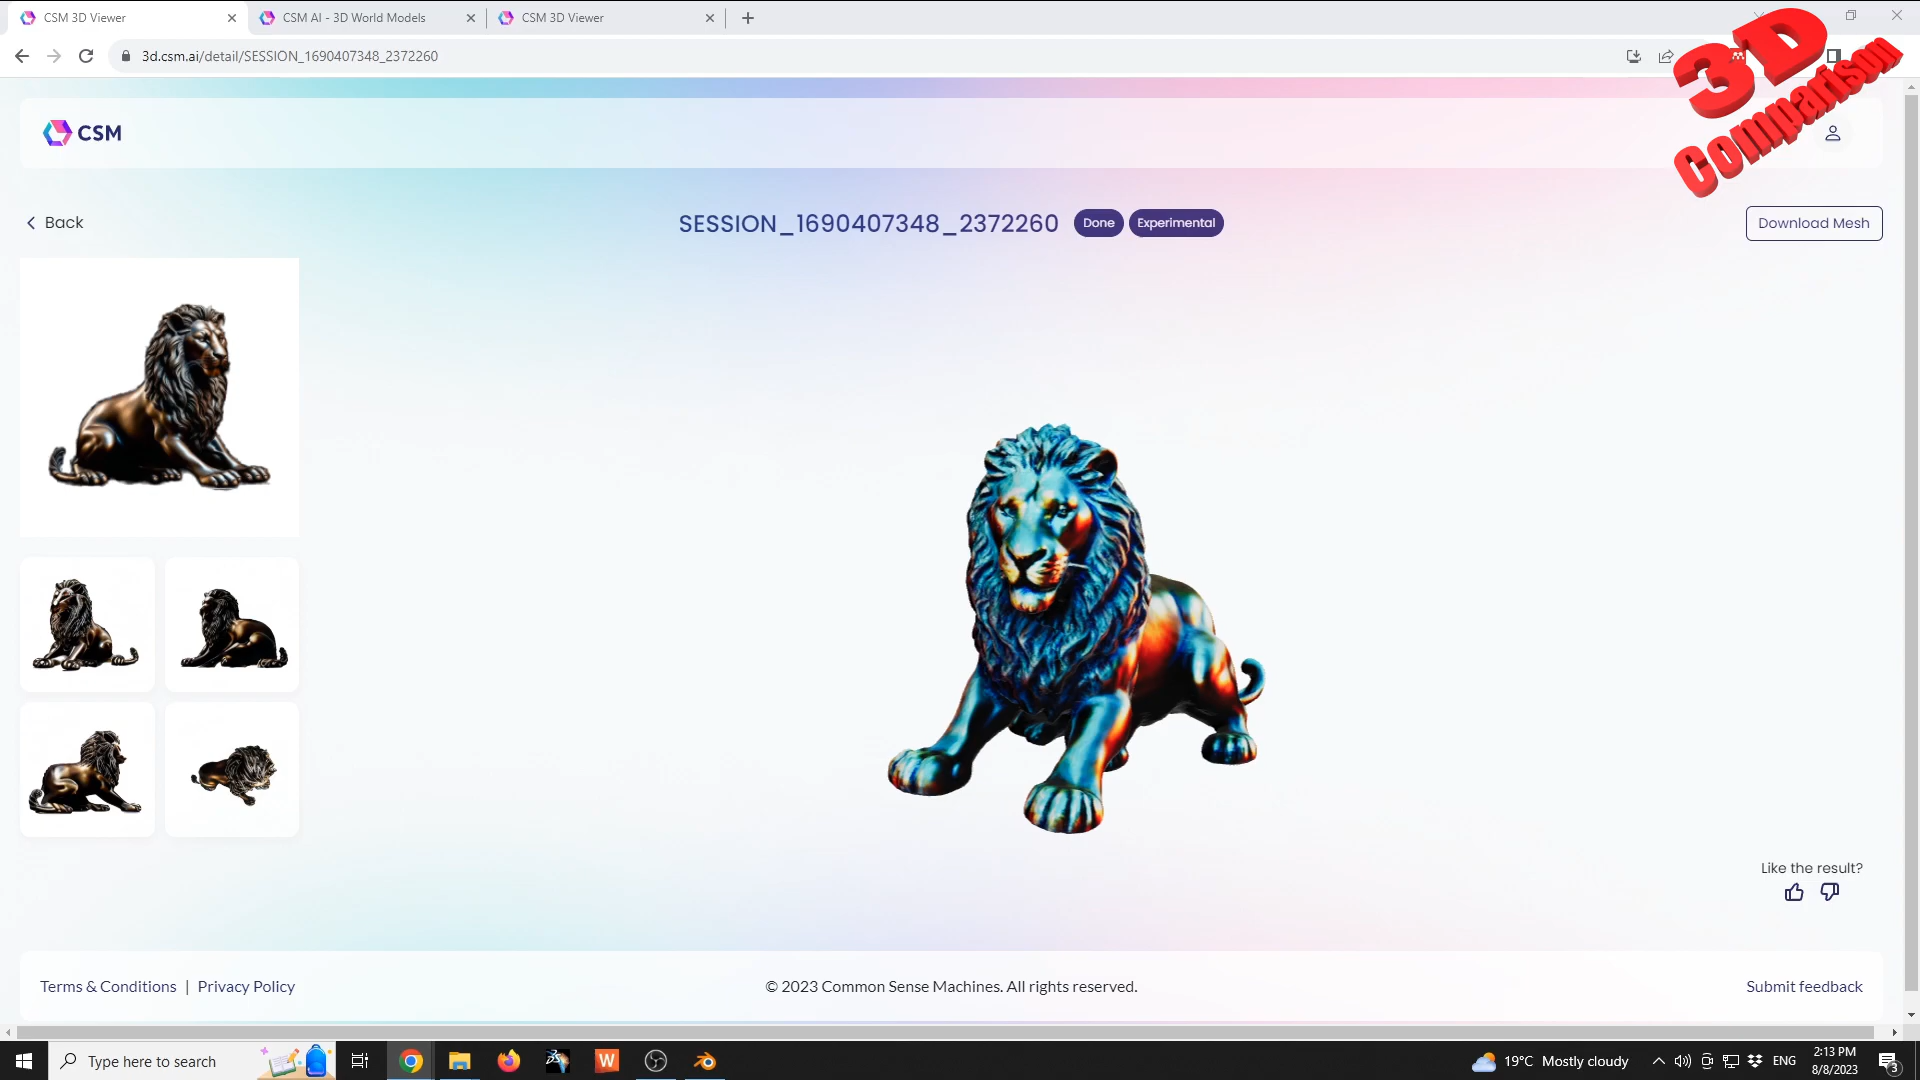 CSM 3D Viewer
CSM AI - 3D World Models
CSM 3D Viewer
3d.csm.ai/detail/SESSION_1690407348_2372260
3D
Comparison
CSM
Back
SESSION_1690407348_2372260
Done
Experimental
Download Mesh
Like the result?
Terms & Conditions | Privacy Policy
© 2023 Common Sense Machines. All rights reserved.
Submit feedback
Type here to search
W
19°C Mostly cloudy
ENG
2:13 PM
8/8/2023
3